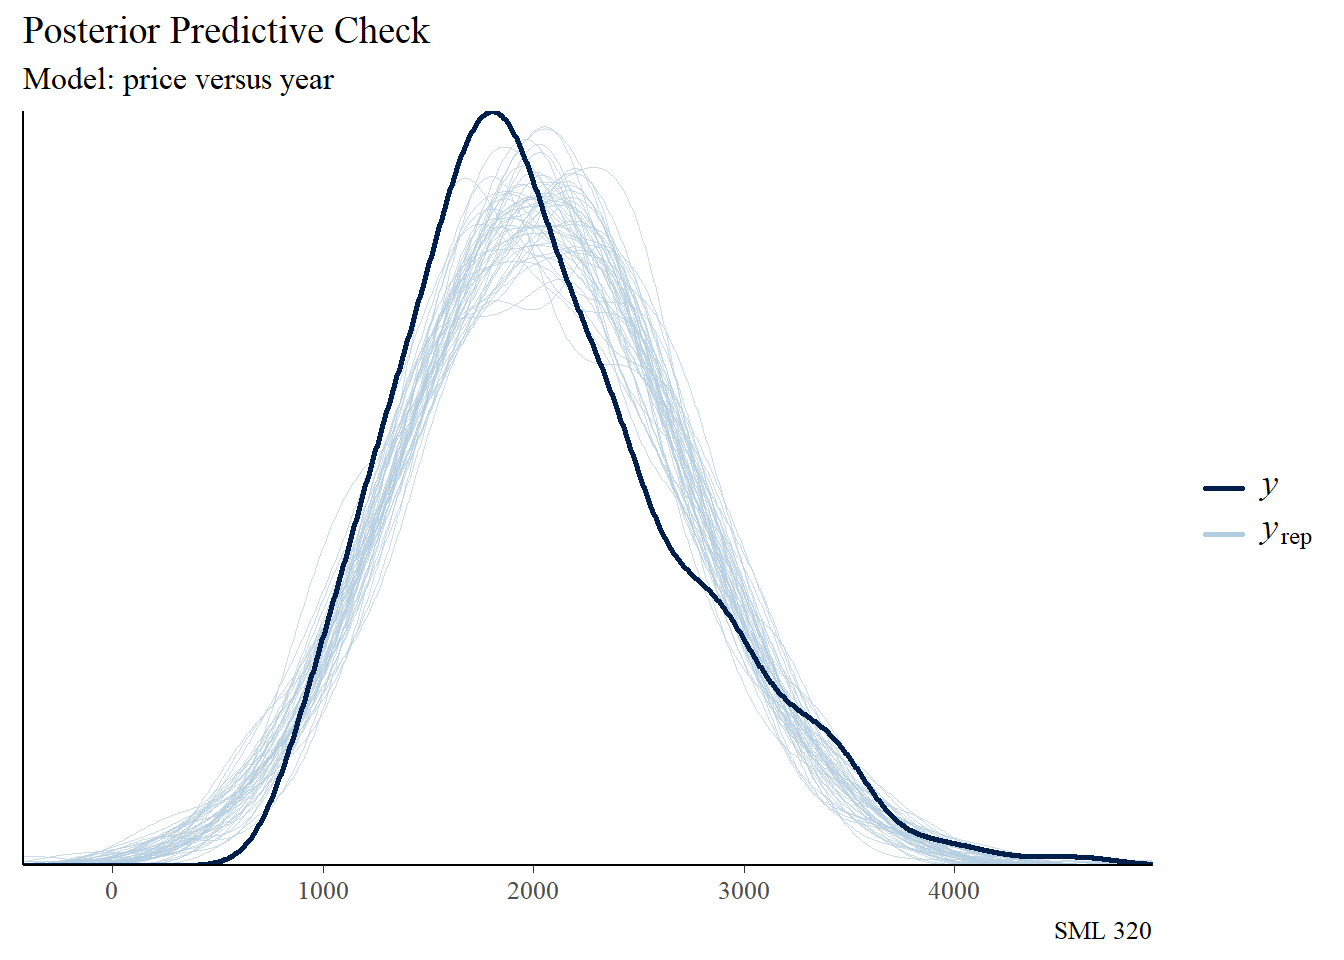 Posterior Predictive Check
Model: price versus year
y
y rep
0 1000 2000 3000 4000
SML 320